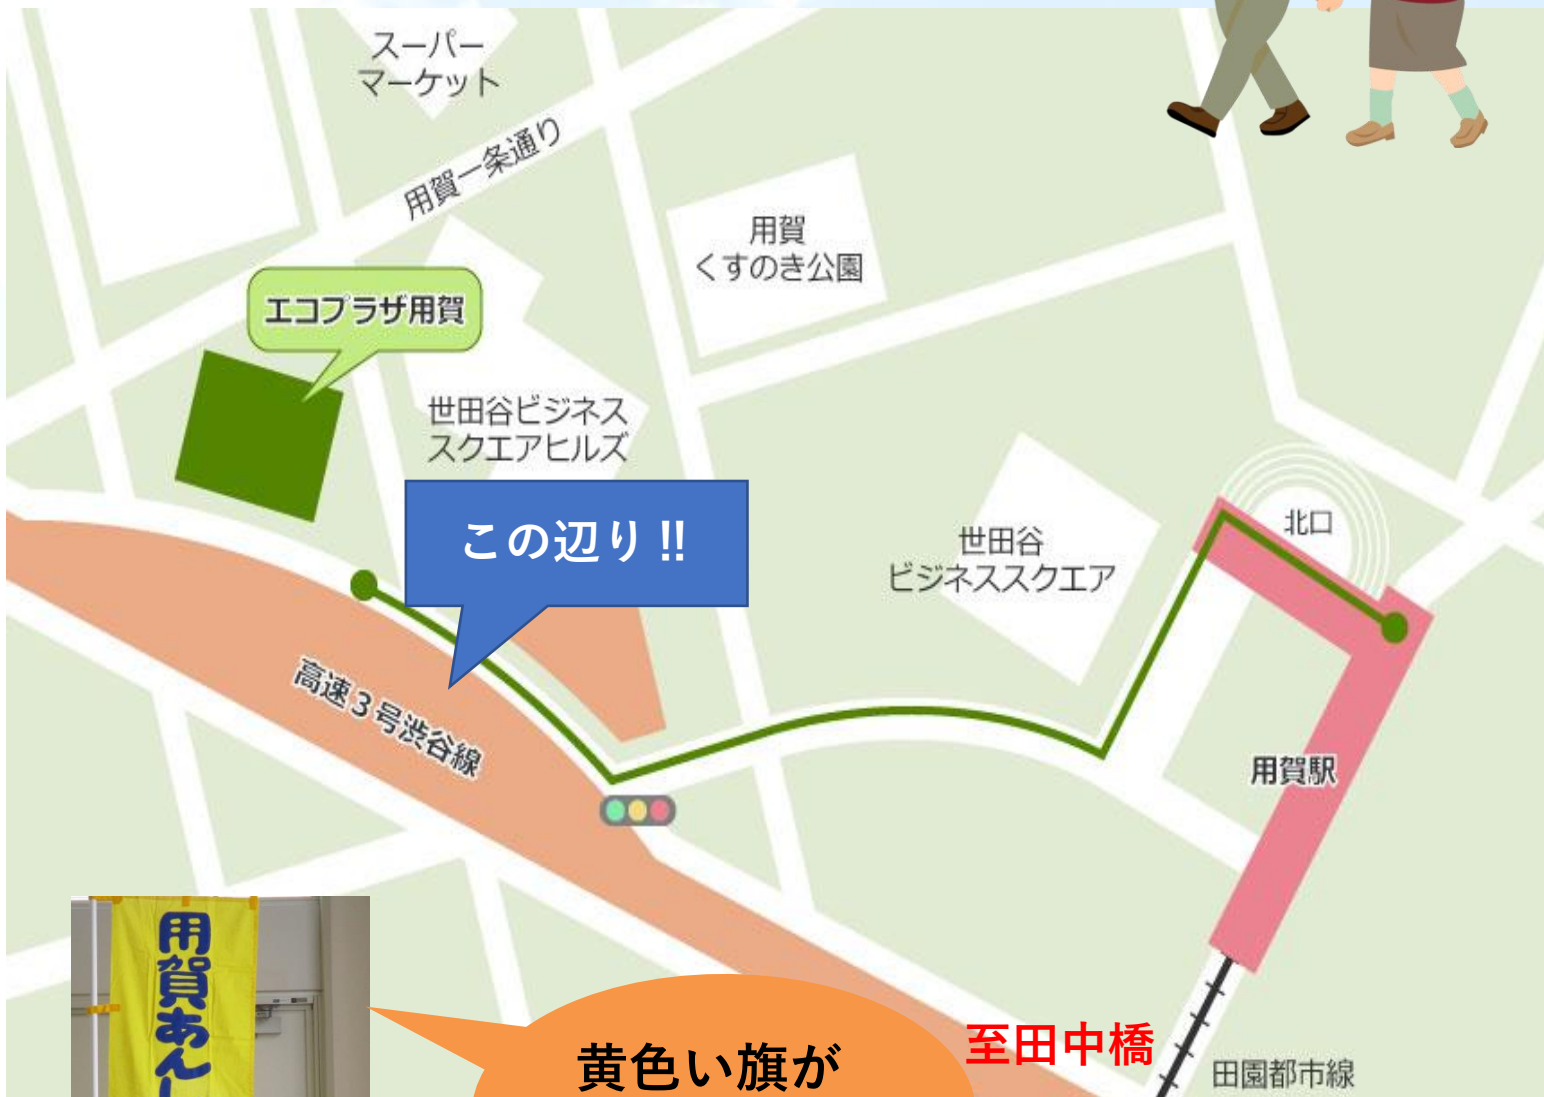 スーパー
マーケット
用賀一条通り
用賀
くすのき公園
エコプラザ用賀
世田谷ビジネス
スクエアヒルズ
この辺り!!
世田谷
ビジネススクエア
北口
高速3号渋谷線
用賀駅
用賀あん
黄色い旗が
至田中橋
田園都市線